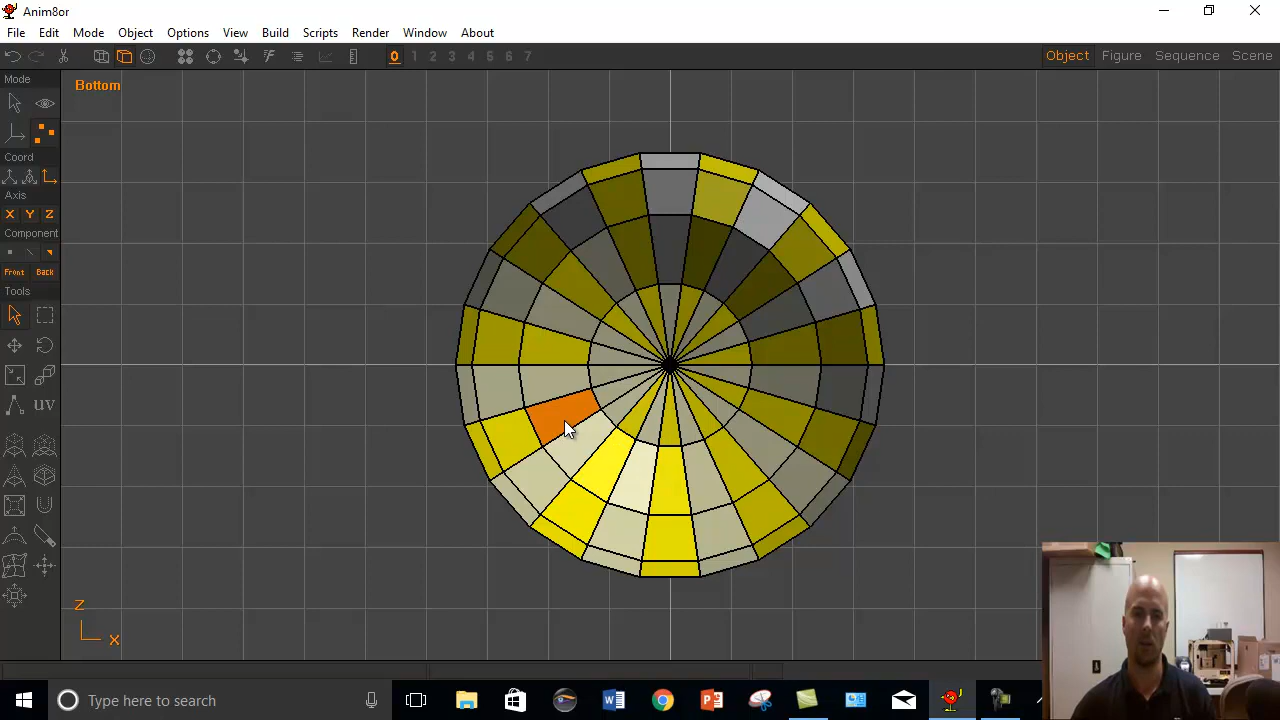 Anim8or
File Edit Mode Object Options View Build Scripts Render Window About
0 1 2 3 4 5 6 7 Object Figure Sequence Scene
Mode
Bottom
Coord
Axis
X Y Z
Component
Front Back
Tools
UV
Z
X
Type here to search